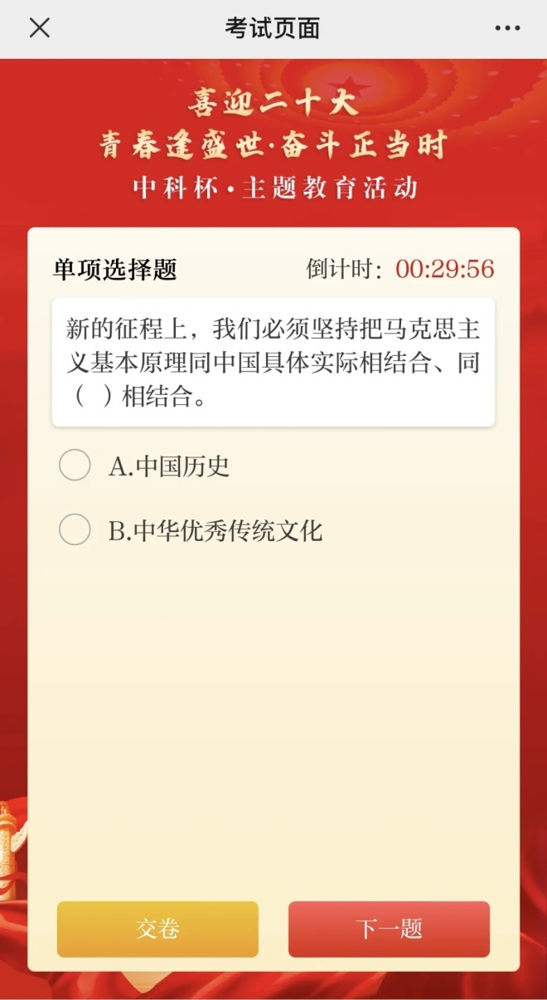 考试页面
喜迎二十大
青春逢盛世·奋斗正当时
中科杯·主题教育活动
单项选择题 倒计时：00:29:56
新的征程上，我们必须坚持把马克思主
义基本原理同中国具体实际相结合、同
（ ）相结合。
A.中国历史
B.中华优秀传统文化
交卷 下一题